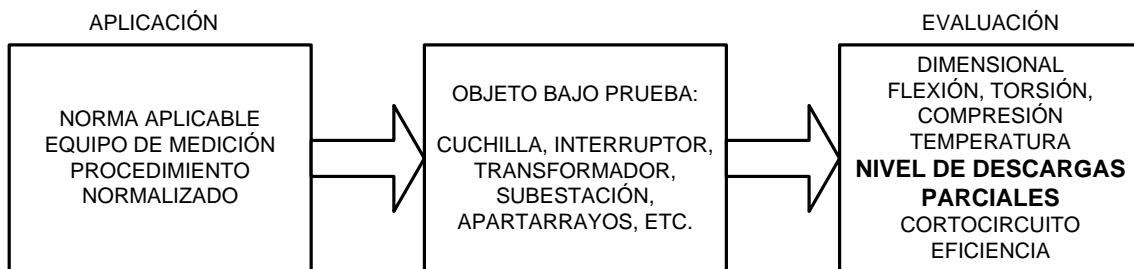 APLICACIÓN
NORMA APLICABLE
EQUIPO DE MEDICIÓN
PROCEDIMIENTO
NORMALIZADO
OBJETO BAJO PRUEBA:
CUCHILLA, INTERRUPTOR,
TRANSFORMADOR,
SUBESTACIÓN,
APARTARRAYOS, ETC.
EVALUACIÓN
DIMENSIONAL
FLEXIÓN, TORSIÓN,
COMPRESIÓN
TEMPERATURA
NIVEL DE DESCARGAS
PARCIALES
CORTOCIRCUITO
EFICIENCIA